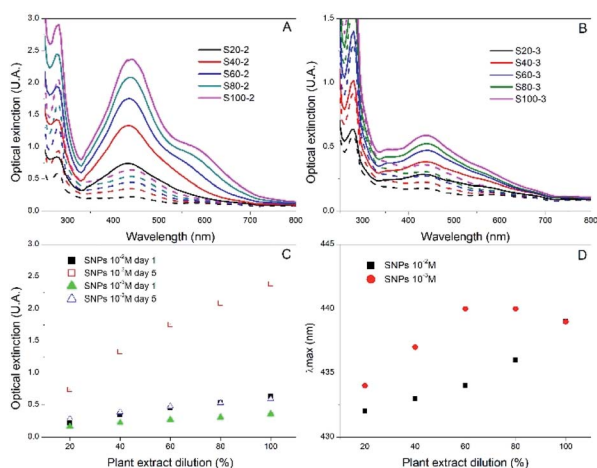 A
S20-2
S40-2
S60-2
S80-2
S100-2
Optical extinction (U.A.)
3.0
2.5
2.0
1.5
1.0
0.5
0.0
300 400 500 600 700 800
Wavelength (nm)
B
S20-3
S40-3
S60-3
S80-3
S100-3
Optical extinction (U.A.)
1.5
1.0
0.5
0.0
300 400 500 600 700 800
Wavelength (nm)
C
SNPs 10⁻²M day 1
SNPs 10⁻²M day 5
SNPs 10⁻³M day 1
SNPs 10⁻³M day 5
Optical extinction (U.A.)
3.0
2.5
2.0
1.5
1.0
0.5
0.0
20 40 60 80 100
Plant extract dilution (%)
D
SNPs 10⁻²M
SNPs 10⁻³M
λmax (nm)
450
440
430
20 40 60 80 100
Plant extract dilution (%)